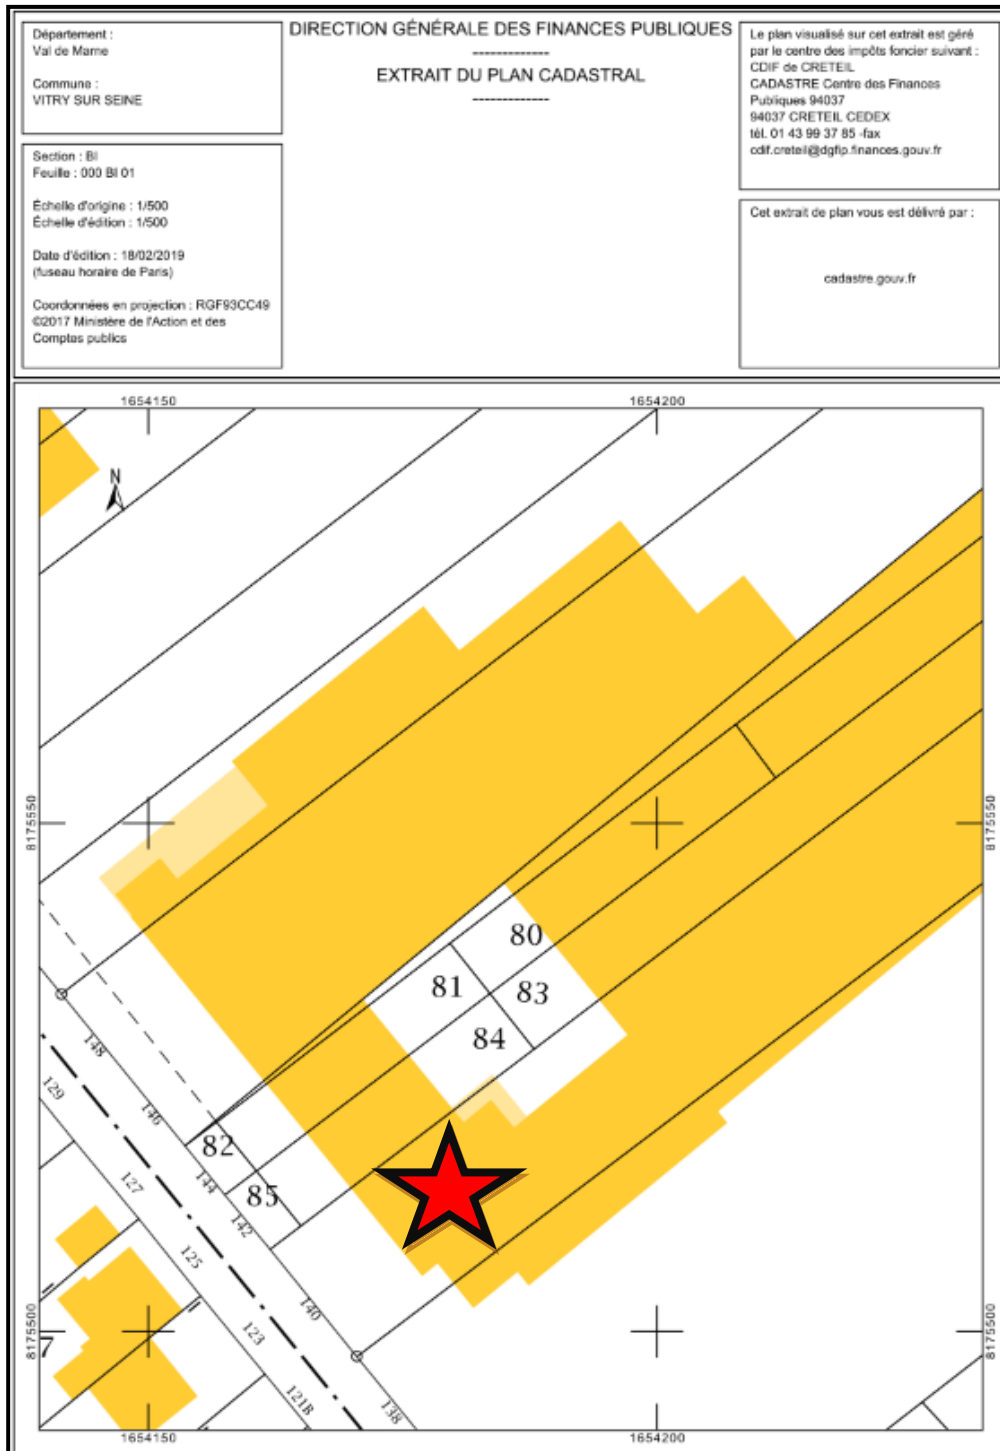 Département :
Val de Marne
Commune :
VITRY SUR SEINE
Section : BI
Feuille : 000 BI 01
Échelle d'origine : 1/500
Échelle d'édition : 1/500
Date d'édition : 18/02/2019
(fuseau horaire de Paris)
Coordonnées en projection : RGF93CC49
©2017 Ministère de l'Action et des
Comptes publics
DIRECTION GÉNÉRALE DES FINANCES PUBLIQUES
-------------
EXTRAIT DU PLAN CADASTRAL
-------------
Le plan visualisé sur cet extrait est géré
par le centre des impôts foncier suivant :
CDIF de CRETEIL
CADASTRE Centre des Finances
Publiques 94037
94037 CRETEIL CEDEX
tél. 01 43 99 37 85 -fax
cdif.creteil@dgfip.finances.gouv.fr
Cet extrait de plan vous est délivré par :
cadastre.gouv.fr
1654150
1654200
N
8175550
8175550
80
81
83
84
148
129
146
82
144
127
85
142
125
140
8175500
8175500
123
7
121B
138
1654150
1654200